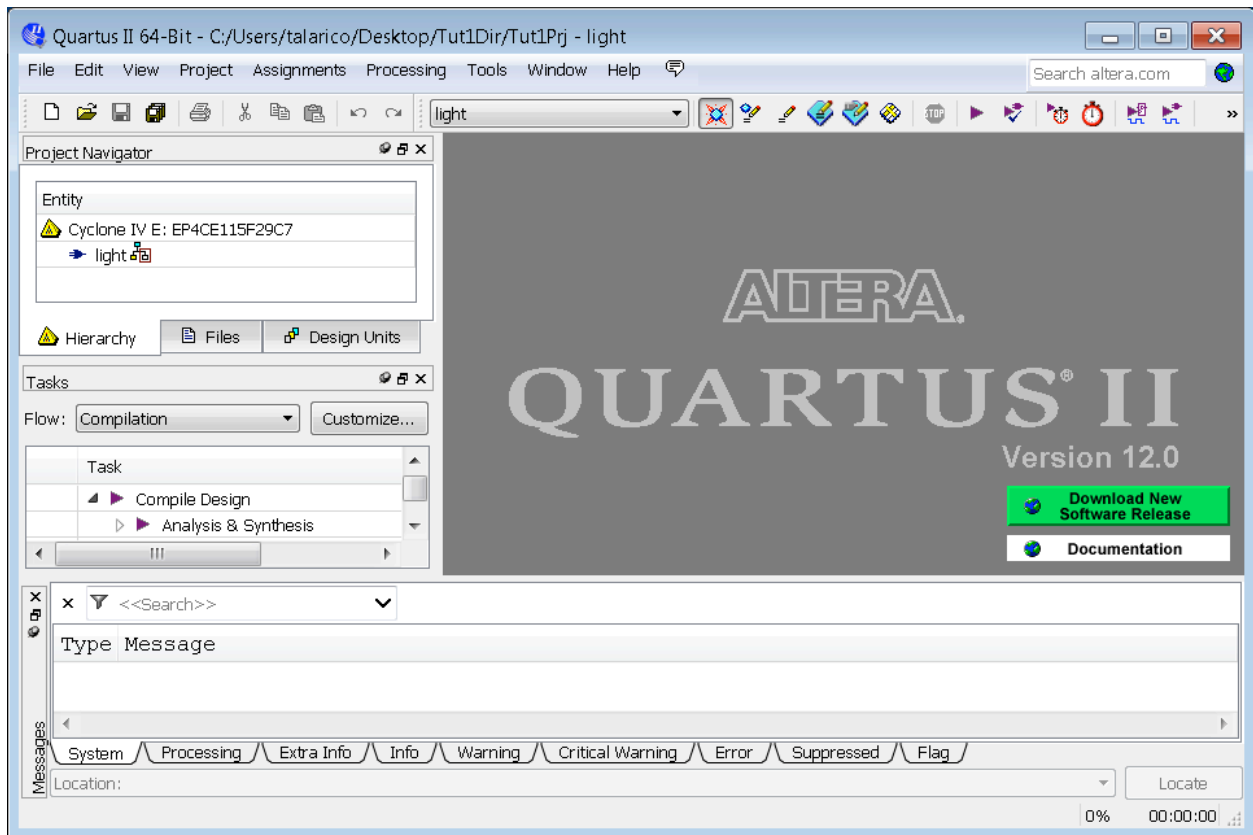 Quartus II 64-Bit - C:/Users/talarico/Desktop/Tut1Dir/Tut1Prj - light
File Edit View Project Assignments Processing Tools Window Help
Search altera.com
light
STOP
»
Project Navigator
Entity
Cyclone IV E: EP4CE115F29C7
light
Hierarchy Files Design Units
Tasks
Flow: Compilation Customize...
Task
Compile Design
Analysis & Synthesis
ALTERA®
QUARTUS® II
Version 12.0
Download New
Software Release
Documentation
<<Search>>
Type Message
System Processing Extra Info Info Warning Critical Warning Error Suppressed Flag
Messages
Location: Locate
0% 00:00:00